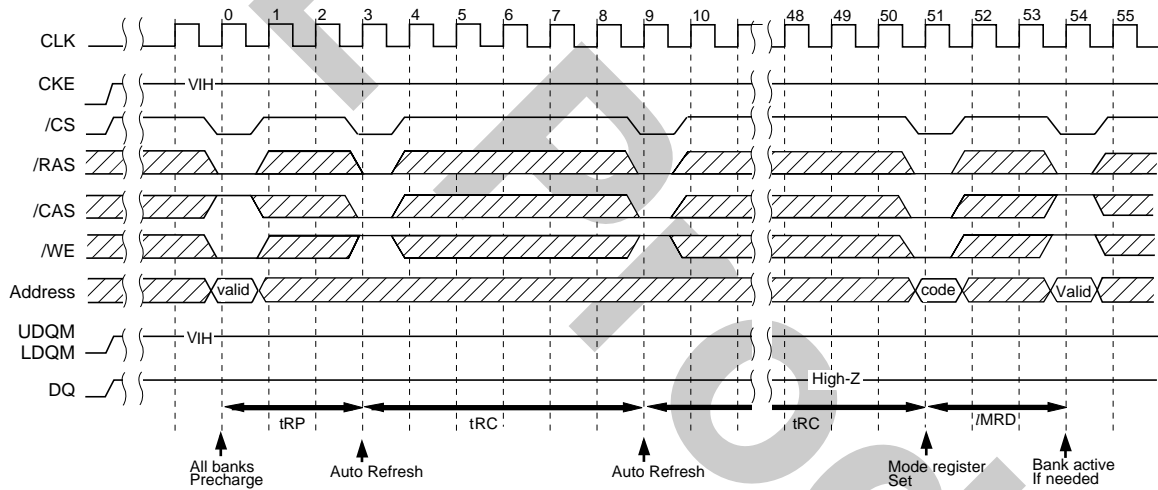 0 1 2 3 4 5 6 7 8 9 10 48 49 50 51 52 53 54 55
CLK
CKE
VIH
/CS
/RAS
/CAS
/WE
Address
valid
code
Valid
UDQM
LDQM
VIH
DQ
High-Z
tRP
tRC
tRC
lMRD
All banks
Precharge
Auto Refresh
Auto Refresh
Mode register
Set
Bank active
If needed